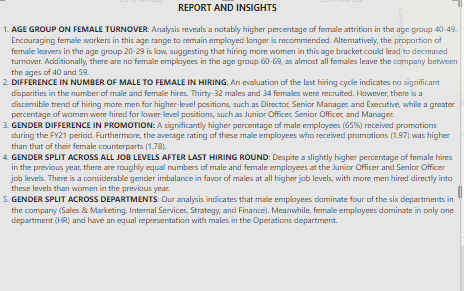 REPORT AND INSIGHTS
1. AGE GROUP ON FEMALE TURNOVER: Analysis reveals a notably higher percentage of female attrition in the age group 40-49.
Encouraging female workers in this age range to remain employed longer is recommended. Alternatively, the proportion of
female leavers in the age group 20-29 is low, suggesting that hiring more women in this age bracket could lead to decreased
turnover. Additionally, there are no female employees in the age group 60-69, as almost all females leave the company between
the ages of 40 and 59.
2. DIFFERENCE IN NUMBER OF MALE TO FEMALE IN HIRING: An evaluation of the last hiring cycle indicates no significant
disparities in the number of male and female hires. Thirty-32 males and 34 females were recruited. However, there is a
discernible trend of hiring more men for higher-level positions, such as Director, Senior Manager, and Executive, while a greater
percentage of women were hired for lower-level positions, such as Junior Officer, Senior Officer, and Manager.
3. GENDER DIFFERENCE IN PROMOTION: A significantly higher percentage of male employees (65%) received promotions
during the FY21 period. Furthermore, the average rating of these male employees who received promotions (1.97) was higher
than that of their female counterparts (1.78).
4. GENDER SPLIT ACROSS ALL JOB LEVELS AFTER LAST HIRING ROUND: Despite a slightly higher percentage of female hires
in the previous year, there are roughly equal numbers of male and female employees at the Junior Officer and Senior Officer
job levels. There is a considerable gender imbalance in favor of males at all higher job levels, with more men hired directly into
these levels than women in the previous year.
5. GENDER SPLIT ACROSS DEPARTMENTS: Our analysis indicates that male employees dominate four of the six departments in
the company (Sales & Marketing, Internal Services, Strategy, and Finance). Meanwhile, female employees dominate in only one
department (HR) and have an equal representation with males in the Operations department.